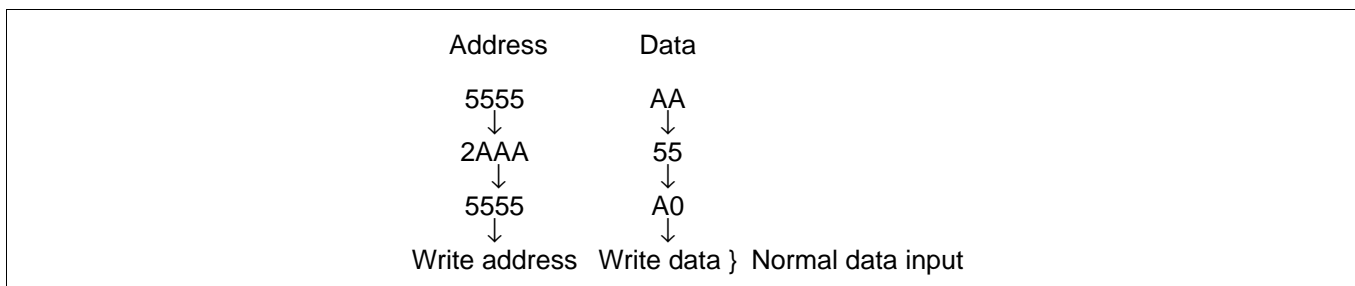 Address Data
5555 AA
↓ ↓
2AAA 55
↓ ↓
5555 A0
↓ ↓
Write address Write data } Normal data input